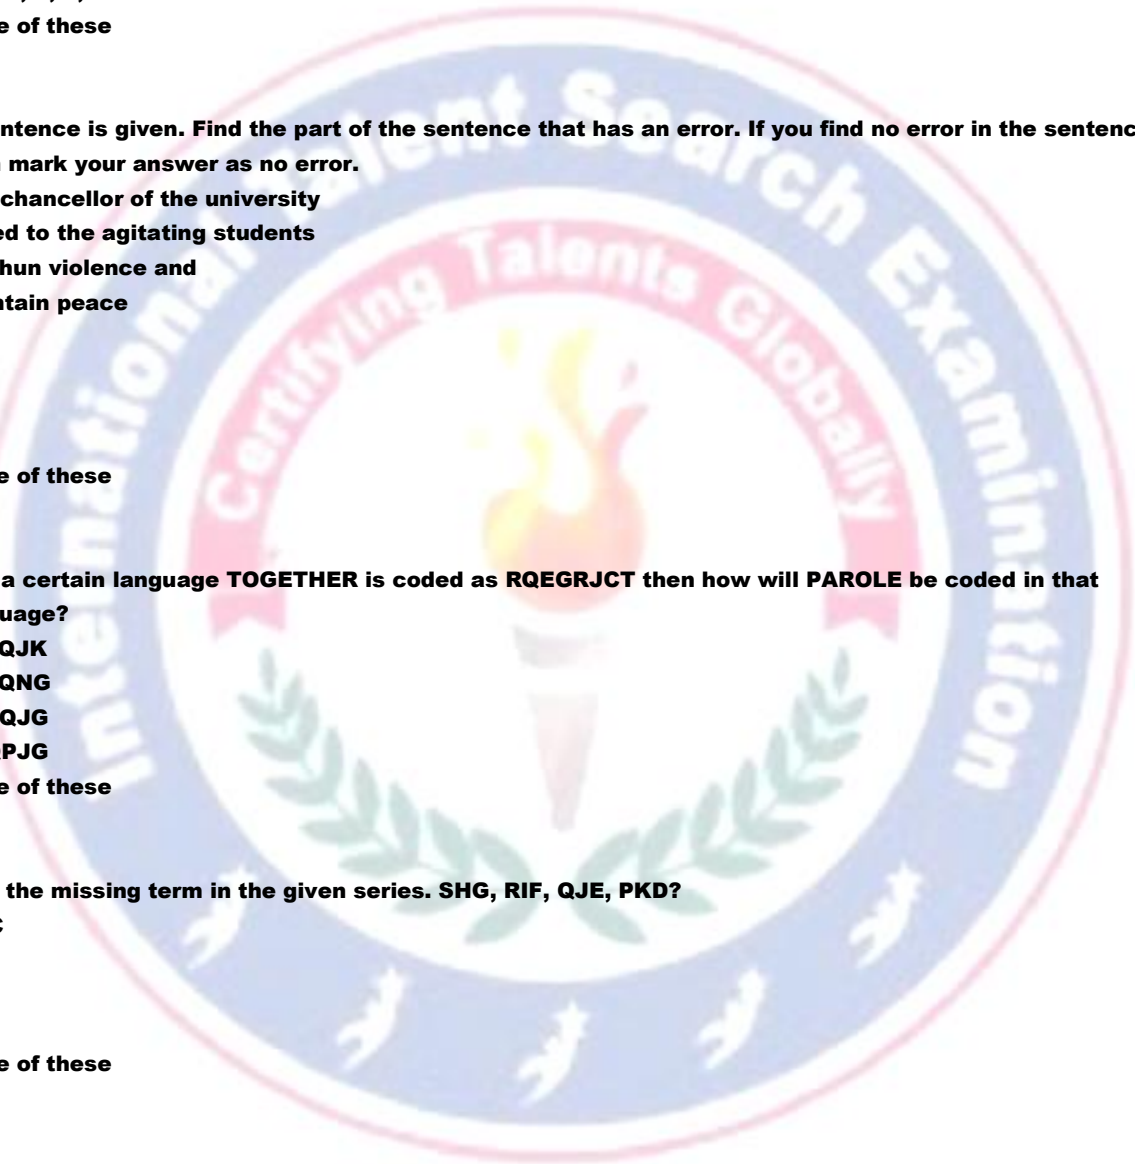 e of these
ntence is given. Find the part of the sentence that has an error. If you find no error in the sentenc
mark your answer as no error.
chancellor of the university
ed to the agitating students
hun violence and
ntain peace
e of these
a certain language TOGETHER is coded as RQEGRJCT then how will PAROLE be coded in that
uage?
QJK
QNG
QJG
PJG
e of these
the missing term in the given series. SHG, RIF, QJE, PKD?
e of these
International Talent Search Examination
Certifying Talents Globally